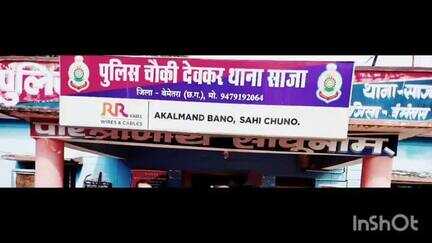 पुलिस चौकी देवकर थाना साजा
जिला - बेमेतरा (छ.ग.), मो. 9479192064
RR KABEL
WIRES & CABLES
AKALMAND BANO, SAHI CHUNO.
थाना-साजा
जिला-
InShOt